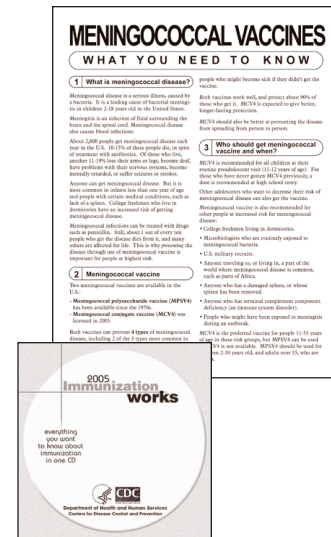 MENINGOCOCCAL VACCINES
WHAT YOU NEED TO KNOW
1 What is meningococcal disease?
Meningococcal disease is a serious illness, caused by
a bacteria. It is a leading cause of bacterial meningi-
tis in children 2-18 years old in the United States.
Meningitis is an infection of fluid surrounding the
brain and the spinal cord. Meningococcal disease
also causes blood infections.
About 2,600 people get meningococcal disease each
year in the U.S. 10-15% of these people die, in spite
of treatment with antibiotics. Of those who live,
another 11-19% lose their arms or legs, become deaf,
have problems with their nervous systems, become
mentally retarded, or suffer seizures or strokes.
Anyone can get meningococcal disease. But it is
most common in infants less than one year of age
and people with certain medical conditions, such as
lack of a spleen. College freshmen who live in
dormitories have an increased risk of getting
meningococcal disease.
Meningococcal infections can be treated with drugs
such as penicillin. Still, about 1 out of every ten
people who get the disease dies from it, and many
others are affected for life. This is why preventing the
disease through use of meningococcal vaccine is
important for people at highest risk.
2 Meningococcal vaccine
Two meningococcal vaccines are available in the
U.S.:
- Meningococcal polysaccharide vaccine (MPSV4)
has been available since the 1970s.
- Meningococcal conjugate vaccine (MCV4) was
licensed in 2005.
Both vaccines can prevent 4 types of meningococcal
disease, including 2 of the 3 types most common in
people who might become sick if they didn't get the
vaccine.
Both vaccines work well, and protect about 90% of
those who get it. MCV4 is expected to give better,
longer-lasting protection.
MCV4 should also be better at preventing the disease
from spreading from person to person.
3 Who should get meningococcal
vaccine and when?
MCV4 is recommended for all children at their
routine preadolescent visit (11-12 years of age). For
those who have never gotten MCV4 previously, a
dose is recommended at high school entry.
Other adolescents who want to decrease their risk of
meningococcal disease can also get the vaccine.
Meningococcal vaccine is also recommended for
other people at increased risk for meningococcal
disease:
• College freshmen living in dormitories.
• Microbiologists who are routinely exposed to
meningococcal bacteria.
• U.S. military recruits.
• Anyone traveling to, or living in, a part of the
world where meningococcal disease is common,
such as parts of Africa.
• Anyone who has a damaged spleen, or whose
spleen has been removed.
• Anyone who has terminal complement component
deficiency (an immune system disorder).
• People who might have been exposed to meningitis
during an outbreak.
MCV4 is the preferred vaccine for people 11-55 years
of age in these risk groups, but MPSV4 can be used
if MCV4 is not available. MPSV4 should be used for
children 2-10 years old, and adults over 55, who are
2005
Immunization
works
everything
you want
to know about
immunization
in one CD
CDC
Department of Health and Human Services
Centers for Disease Control and Prevention